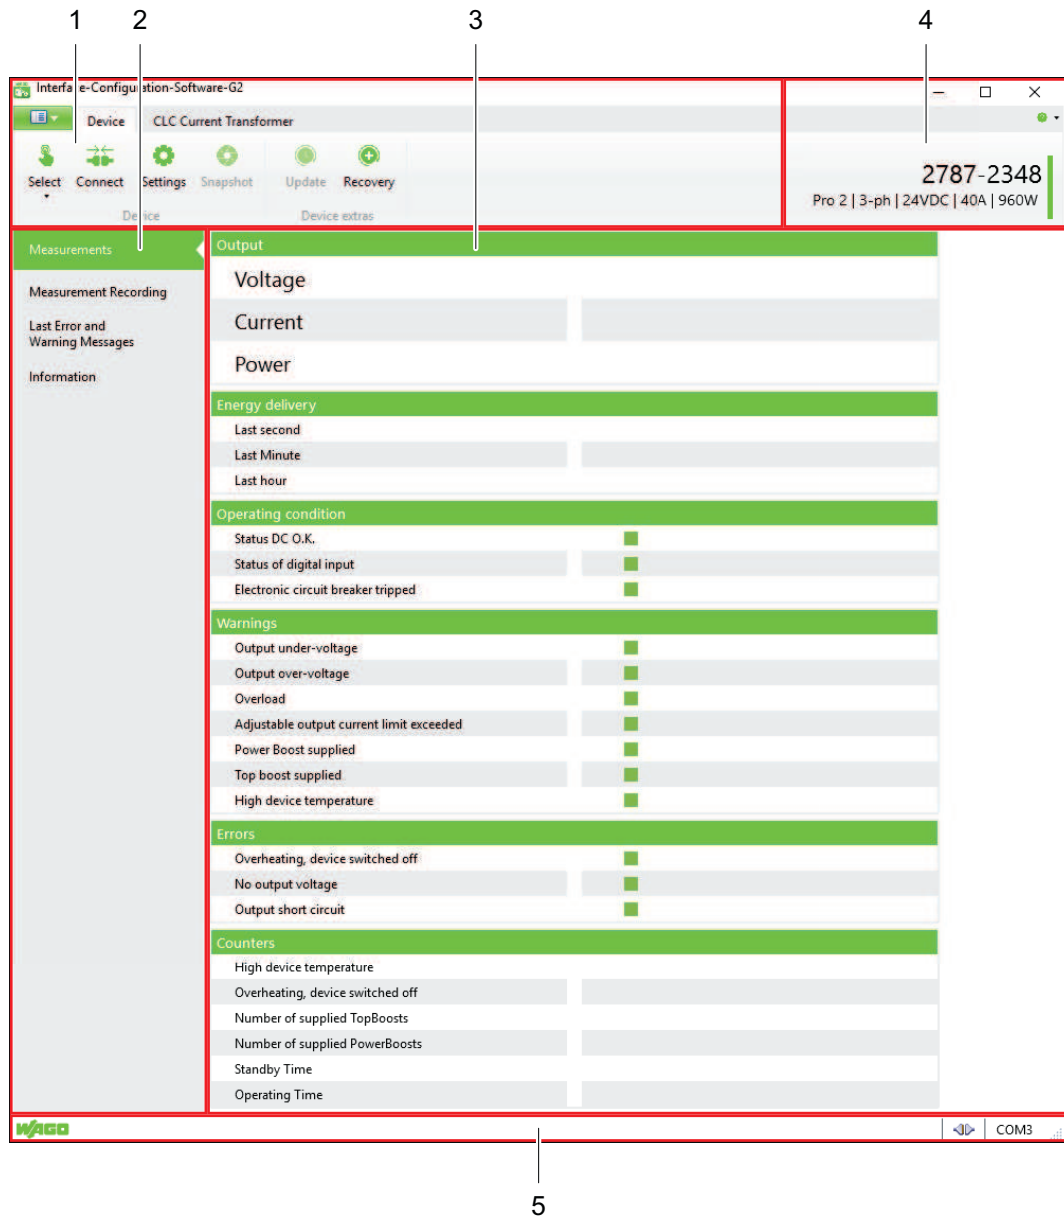 1 2 3 4
Interface-Configuration-Software-G2
Device CLC Current Transformer
Select Connect Settings Snapshot Update Recovery
Device Device extras
2787-2348
Pro 2 | 3-ph | 24VDC | 40A | 960W
Measurements
Measurement Recording
Last Error and
Warning Messages
Information
Output
Voltage
Current
Power
Energy delivery
Last second
Last Minute
Last hour
Operating condition
Status DC O.K.
Status of digital input
Electronic circuit breaker tripped
Warnings
Output under-voltage
Output over-voltage
Overload
Adjustable output current limit exceeded
Power Boost supplied
Top boost supplied
High device temperature
Errors
Overheating, device switched off
No output voltage
Output short circuit
Counters
High device temperature
Overheating, device switched off
Number of supplied TopBoosts
Number of supplied PowerBoosts
Standby Time
Operating Time
WAGO COM3
5